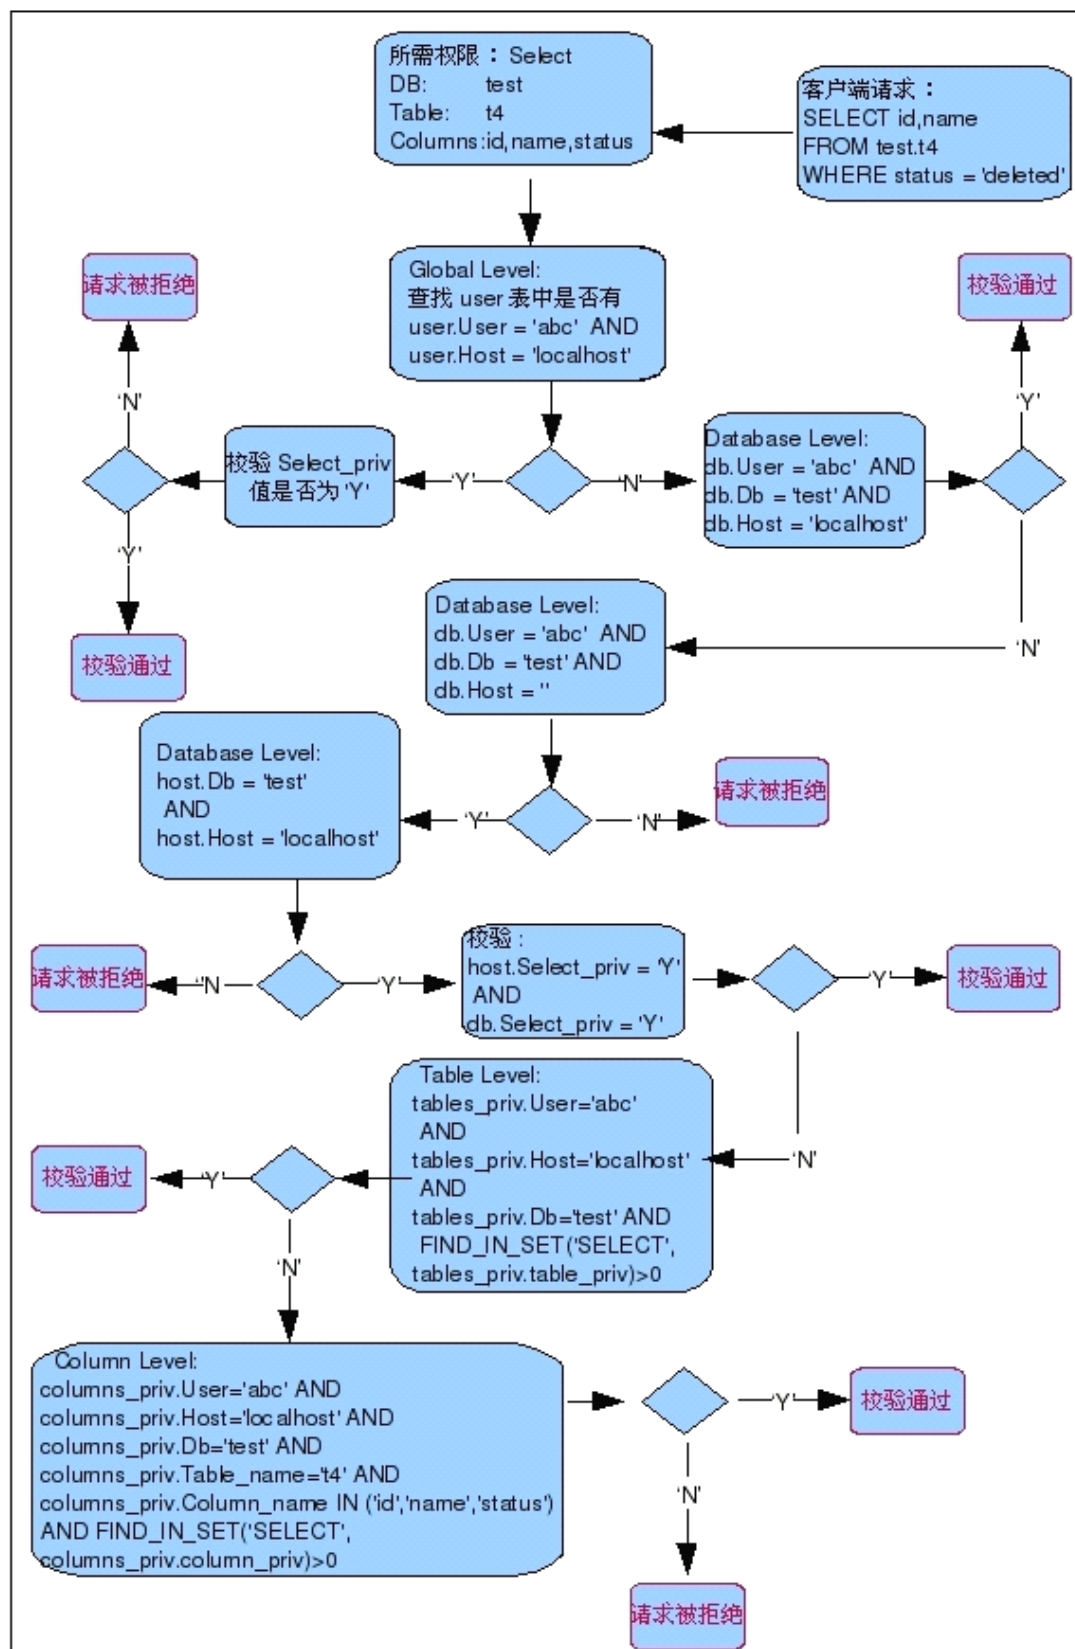 所需权限 ： Select
DB: test
Table: t4
Columns:id,name,status
客户端请求 ：
SELECT id,name
FROM test.t4
WHERE status = 'deleted'
Global Level:
查找 user 表中是否有
user.User = 'abc' AND
user.Host = 'localhost'
请求被拒绝
校验通过
'N'
'Y'
校验 Select_priv
值是否为 'Y'
'Y'
'N'
Database Level:
db.User = 'abc' AND
db.Db = 'test' AND
db.Host = 'localhost'
'Y'
校验通过
'N'
Database Level:
db.User = 'abc' AND
db.Db = 'test' AND
db.Host = ''
Database Level:
host.Db = 'test'
AND
host.Host = 'localhost'
'Y'
'N'
请求被拒绝
请求被拒绝
'N
'Y'
校验 :
host.Select_priv = 'Y'
AND
db.Select_priv = 'Y'
'Y'
校验通过
'N'
Table Level:
tables_priv.User='abc'
AND
tables_priv.Host='localhost'
AND
tables_priv.Db='test' AND
FIND_IN_SET('SELECT',
tables_priv.table_priv)>0
校验通过
'Y'
'N'
Column Level:
columns_priv.User='abc' AND
columns_priv.Host='localhost' AND
columns_priv.Db='test' AND
columns_priv.Table_name='t4' AND
columns_priv.Column_name IN ('id','name','status')
AND FIND_IN_SET('SELECT',
columns_priv.column_priv)>0
'Y'
校验通过
'N'
请求被拒绝